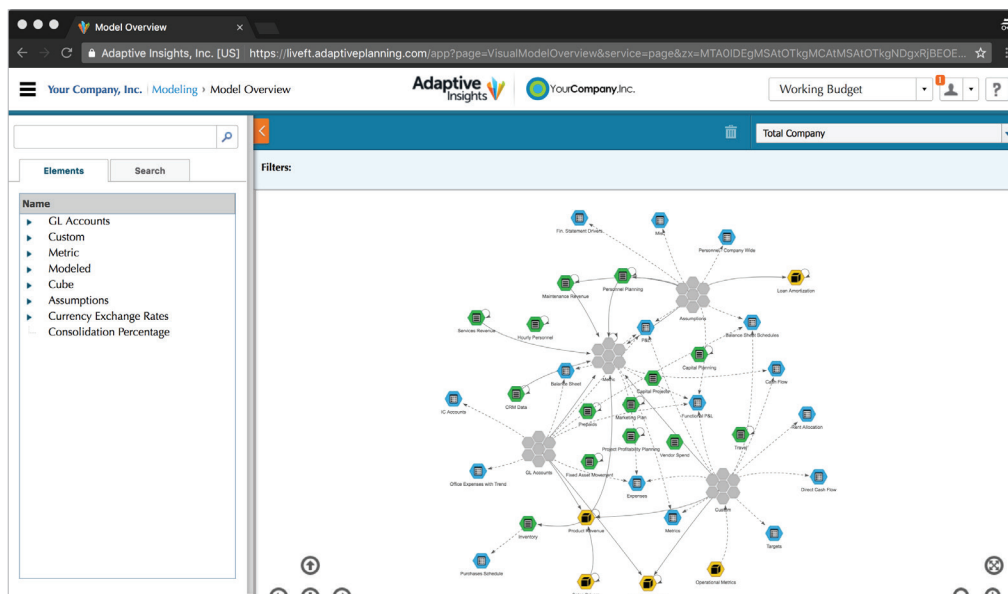 Model Overview ×
Adaptive Insights, Inc. [US] https://liveft.adaptiveplanning.com/app?page=VisualModelOverview&service=page&zx=MTA0IDEgMSAtOTkgMCAtMSAtOTkgNDgxRjBEOE...
Your Company, Inc. | Modeling › Model Overview
Adaptive
Insights
YourCompany,Inc.
Working Budget
1
?
Total Company
Elements Search
Filters:
Name
GL Accounts
Custom
Metric
Modeled
Cube
Assumptions
Currency Exchange Rates
Consolidation Percentage
Fin. Statement Drivers
Personnel Company Wide
Loan Amortization
Personnel Planning
Maintenance Revenue
Assumptions
Services Revenue
Hourly Personnel
P&L
Balance Sheet Schedules
Capital Planning
Balance Sheet
Metric
Capital Projects
Cash Flow
IC Accounts
CRM Data
Prepaids
Marketing Plan
Functional P&L
Project Profitability Planning
Vendor Spend
Travel
GL Accounts
Fixed Asset Movement
Office Expenses with Trend
Expenses
Custom
Direct Cash Flow
Product Revenue
Metrics
Inventory
Targets
Purchases Schedule
Operational Metrics